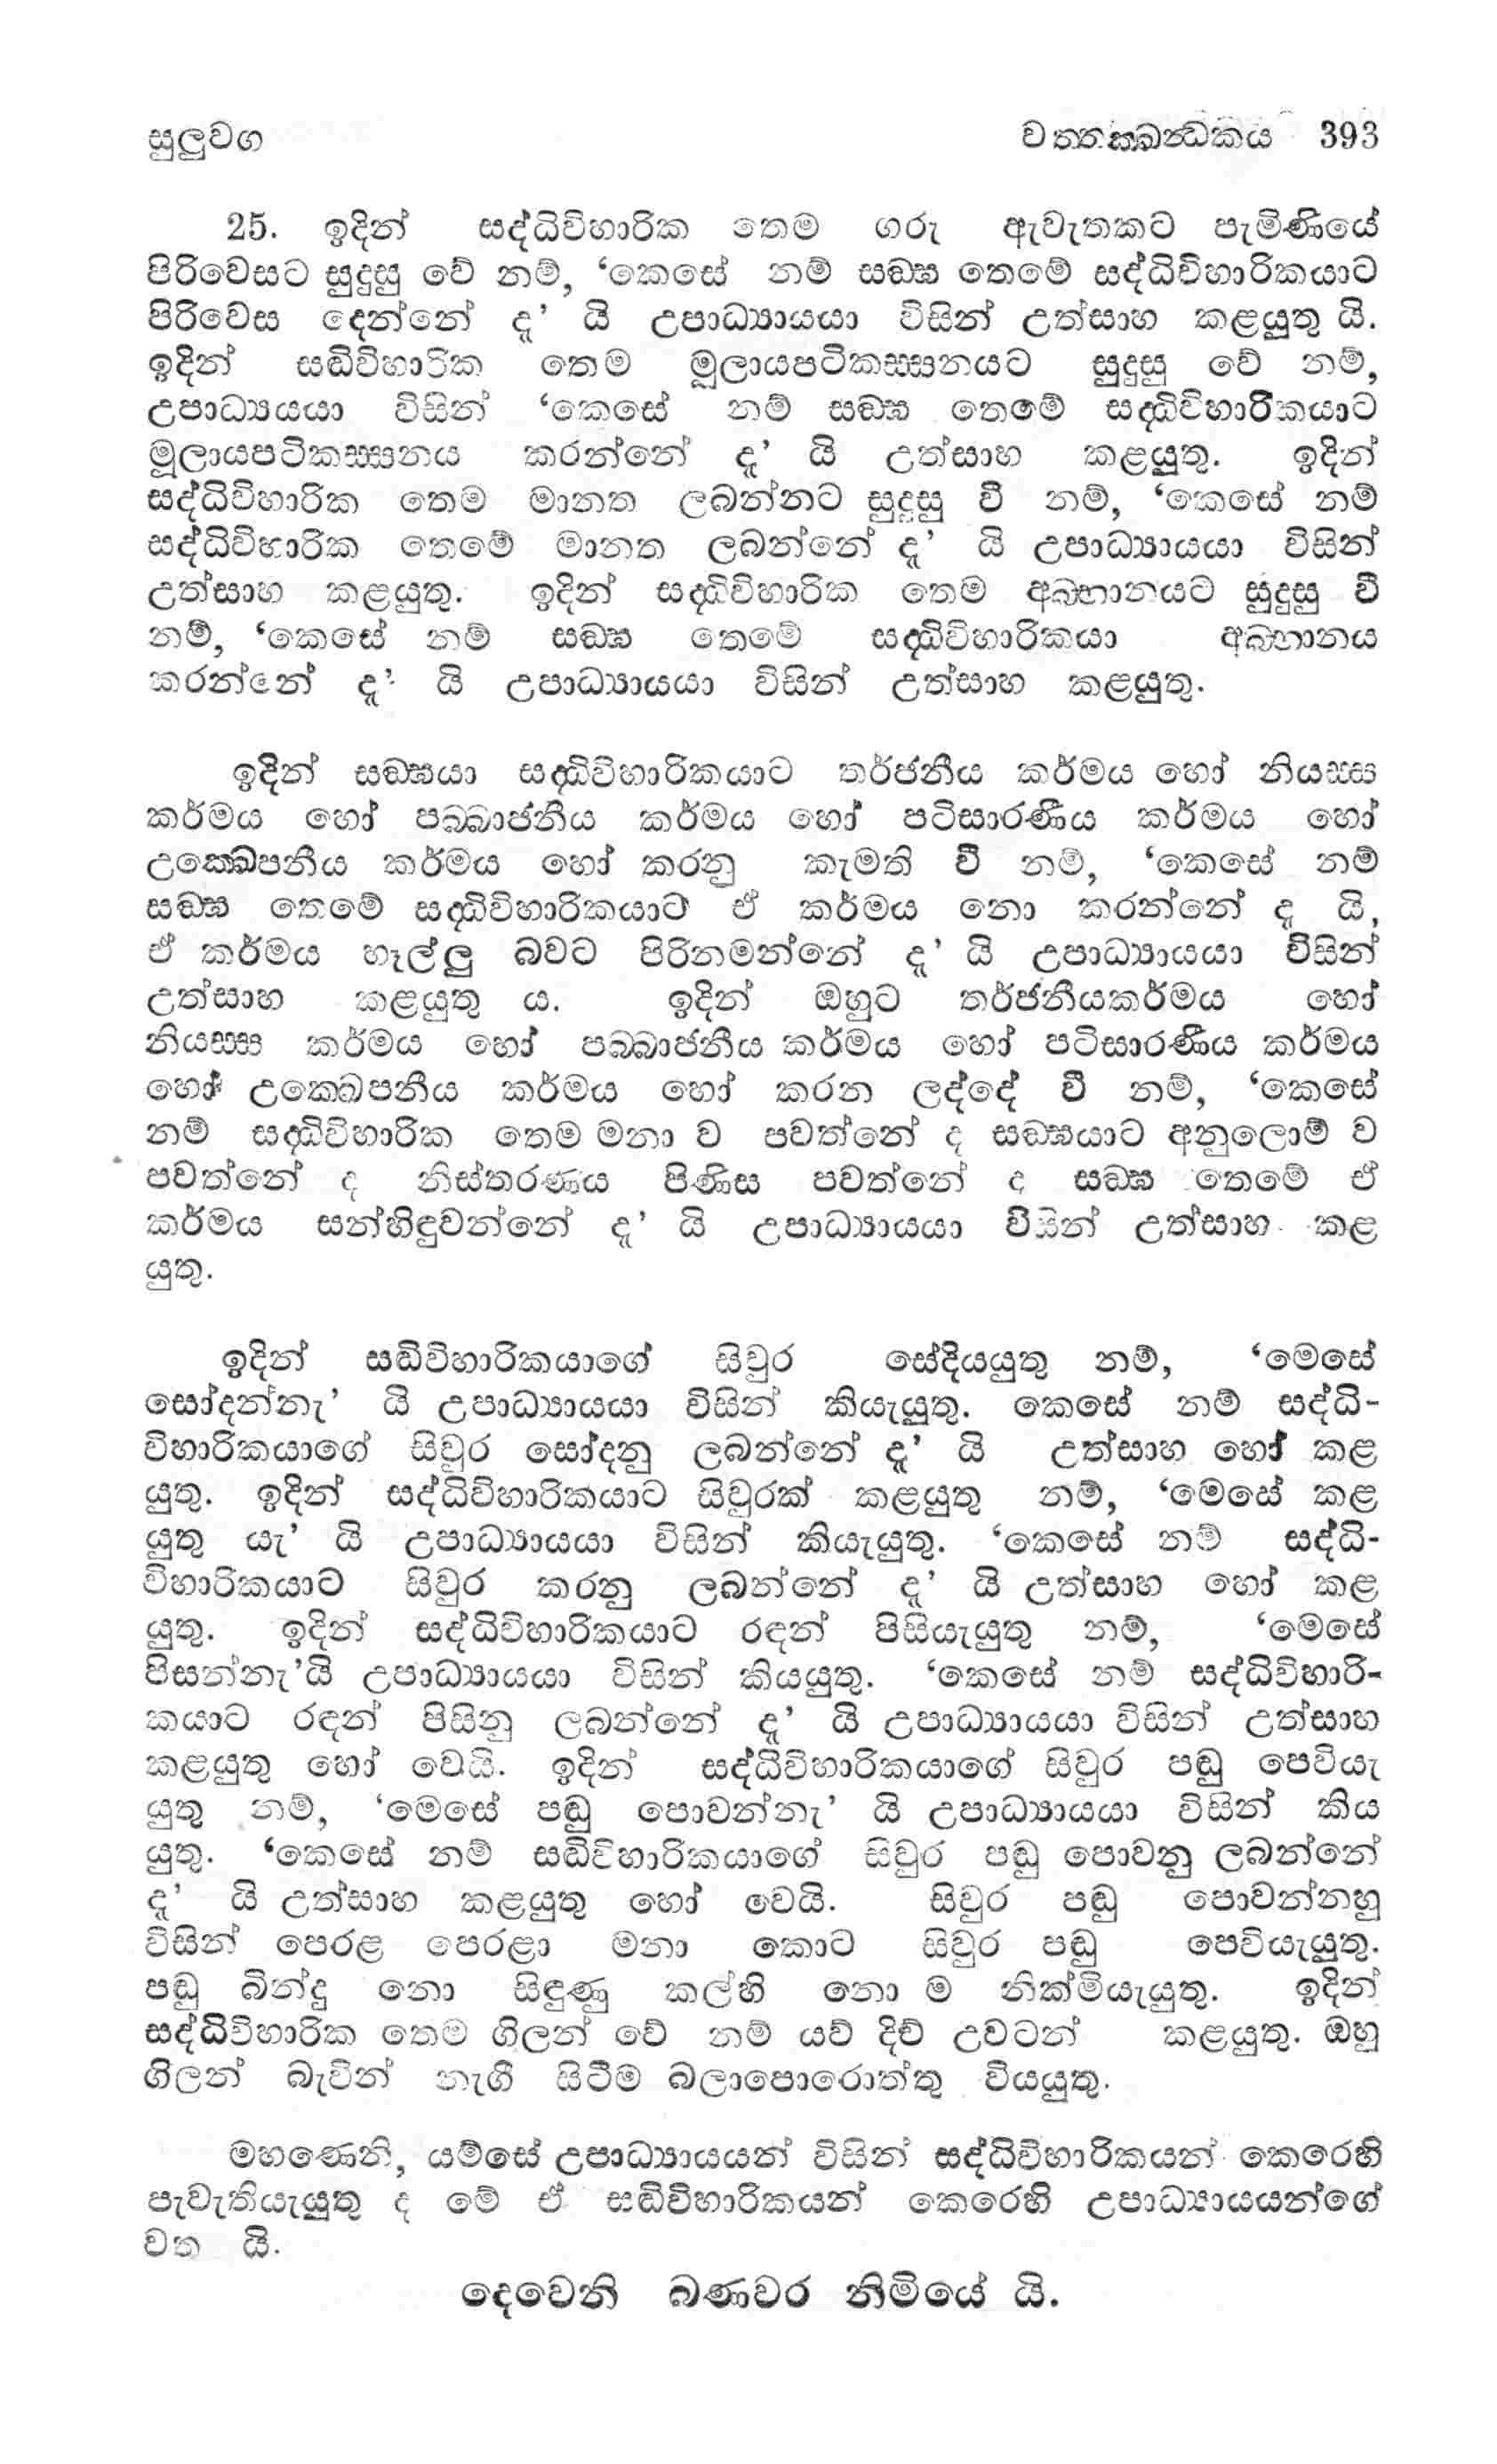 සුලුවග වත්තක්ඛන්ධකය 393
25. ඉදින් සද්ධිවිහාරික තෙම ගරු ඇවැතකට පැමිණියේ
පිරිවෙසට සුදුසු වේ නම්, ‘කෙසේ නම් සඞ්ඝ තෙමේ සද්ධිවිහාරිකයාට
පිරිවෙස දෙන්නේ දැ’ යි උපාධ්‍යායයා විසින් උත්සාහ කළයුතු යි.
ඉදින් සද්ධිවිහාරික තෙම මූලායපටිකස්සනයට සුදුසු වේ නම්,
උපාධ්‍යයයා විසින් ‘කෙසේ නම් සඞ්ඝ තෙමේ සද්ධිවිහාරිකයාට
මූලායපටිකස්සනය කරන්නේ දැ’ යි උත්සාහ කළයුතු. ඉදින්
සද්ධිවිහාරික තෙම මානත ලබන්නට සුදුසු වී නම්, ‘කෙසේ නම්
සද්ධිවිහාරික තෙමේ මානත ලබන්නේ දැ’ යි උපාධ්‍යායයා විසින්
උත්සාහ කළයුතු. ඉදින් සද්ධිවිහාරික තෙම අබ්භානයට සුදුසු වී
නම්, ‘කෙසේ නම් සඞ්ඝ තෙමේ සද්ධිවිහාරිකයා අබ්භානය
කරන්නේ දැ’ යි උපාධ්‍යායයා විසින් උත්සාහ කළයුතු.
ඉදින් සඞ්ඝයා සද්ධිවිහාරිකයාට තර්ජනීය කර්මය හෝ නියස්ස
කර්මය හෝ පබ්බාජනීය කර්මය හෝ පටිසාරණීය කර්මය හෝ
උක්ඛෙපනීය කර්මය හෝ කරනු කැමති වී නම්, ‘කෙසේ නම්
සඞ්ඝ තෙමේ සද්ධිවිහාරිකයාට ඒ කර්මය නො කරන්නේ දැ යි,
ඒ කර්මය හෑල්ලු බවට පිරිනමන්නේ දැ’ යි උපාධ්‍යායයා විසින්
උත්සාහ කළයුතු ය. ඉදින් ඔහුට තර්ජනීයකර්මය හෝ
නියස්ස කර්මය හෝ පබ්බාජනීය කර්මය හෝ පටිසාරණීය කර්මය
හෝ උක්ඛෙපනීය කර්මය හෝ කරන ලද්දේ වී නම්, ‘කෙසේ
නම් සද්ධිවිහාරික තෙම මනා ව පවත්නේ ද සඞ්ඝයාට අනුලොම් ව
පවත්නේ ද නිස්තරණය පිණිස පවත්නේ ද සඞ්ඝ තෙමේ ඒ
කර්මය සන්හිඳුවන්නේ දැ’ යි උපාධ්‍යායයා විසින් උත්සාහ කළ
යුතු.
ඉදින් සද්ධිවිහාරිකයාගේ සිවුර සේදියයුතු නම්, ‘මෙසේ
සෝදන්නැ’ යි උපාධ්‍යායයා විසින් කියැයුතු. කෙසේ නම් සද්ධි-
විහාරිකයාගේ සිවුර සෝදනු ලබන්නේ දැ’ යි උත්සාහ හෝ කළ
යුතු. ඉදින් සද්ධිවිහාරිකයාට සිවුරක් කළයුතු නම්, ‘මෙසේ කළ
යුතු යැ’ යි උපාධ්‍යායයා විසින් කියැයුතු. ‘කෙසේ නම් සද්ධි-
විහාරිකයාට සිවුර කරනු ලබන්නේ දැ’ යි උත්සාහ හෝ කළ
යුතු. ඉදින් සද්ධිවිහාරිකයාට රඳන් පිසියැයුතු නම්, ‘මෙසේ
පිසන්නැ’යි උපාධ්‍යායයා විසින් කියයුතු. ‘කෙසේ නම් සද්ධිවිහාරි-
කයාට රඳන් පිසිනු ලබන්නේ දැ’ යි උපාධ්‍යායයා විසින් උත්සාහ
කළයුතු හෝ වෙයි. ඉදින් සද්ධිවිහාරිකයාගේ සිවුර පඬු පෙවියැ
යුතු නම්, ‘මෙසේ පඬු පොවන්නැ’ යි උපාධ්‍යායයා විසින් කිය
යුතු. ‘කෙසේ නම් සද්ධිවිහාරිකයාගේ සිවුර පඬු පොවනු ලබන්නේ
දැ’ යි උත්සාහ කළයුතු හෝ වෙයි. සිවුර පඬු පොවන්නහු
විසින් පෙරළ පෙරළා මනා කොට සිවුර පඬු පෙවියැයුතු.
පඬු බින්දු නො සිඳුණු කල්හි නො ම නික්මියැයුතු. ඉදින්
සද්ධිවිහාරික තෙම ගිලන් වේ නම් යව් දිව් උවටන් කළයුතු. ඔහු
ගිලන් බැවින් නැගී සිටීම බලාපොරොත්තු වියයුතු.
මහණෙනි, යම්සේ උපාධ්‍යායයන් විසින් සද්ධිවිහාරිකයන් කෙරෙහි
පැවැතියැයුතු ද මේ ඒ සද්ධිවිහාරිකයන් කෙරෙහි උපාධ්‍යායයන්ගේ
වත යි.
දෙවෙනි බණවර නිමියේ යි.